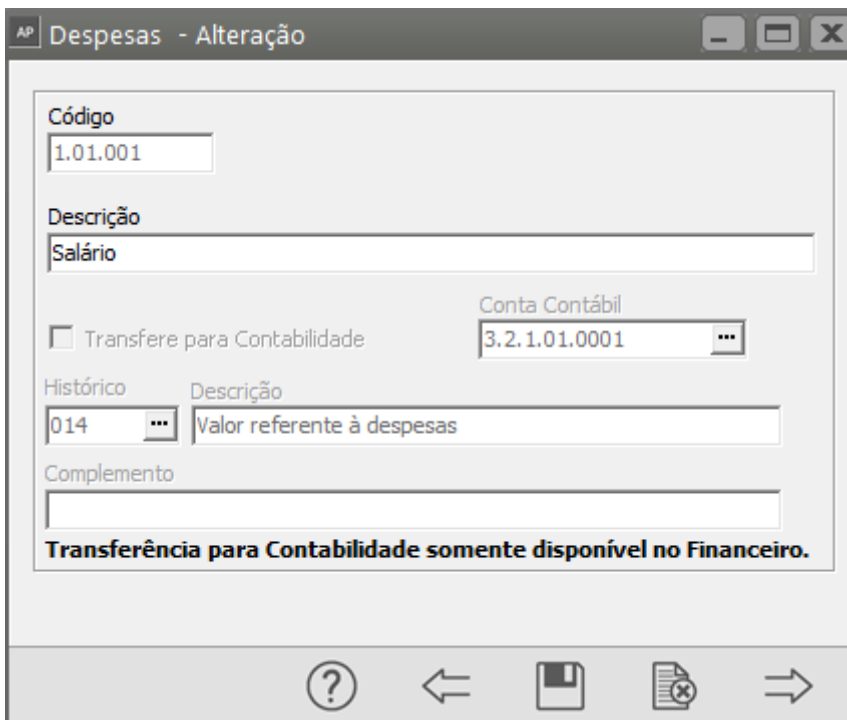 AP Despesas - Alteração
Código
1.01.001
Descrição
Salário
Conta Contábil
Transfere para Contabilidade
3.2.1.01.0001 ...
Histórico Descrição
014 ... Valor referente à despesas
Complemento
Transferência para Contabilidade somente disponível no Financeiro.
?